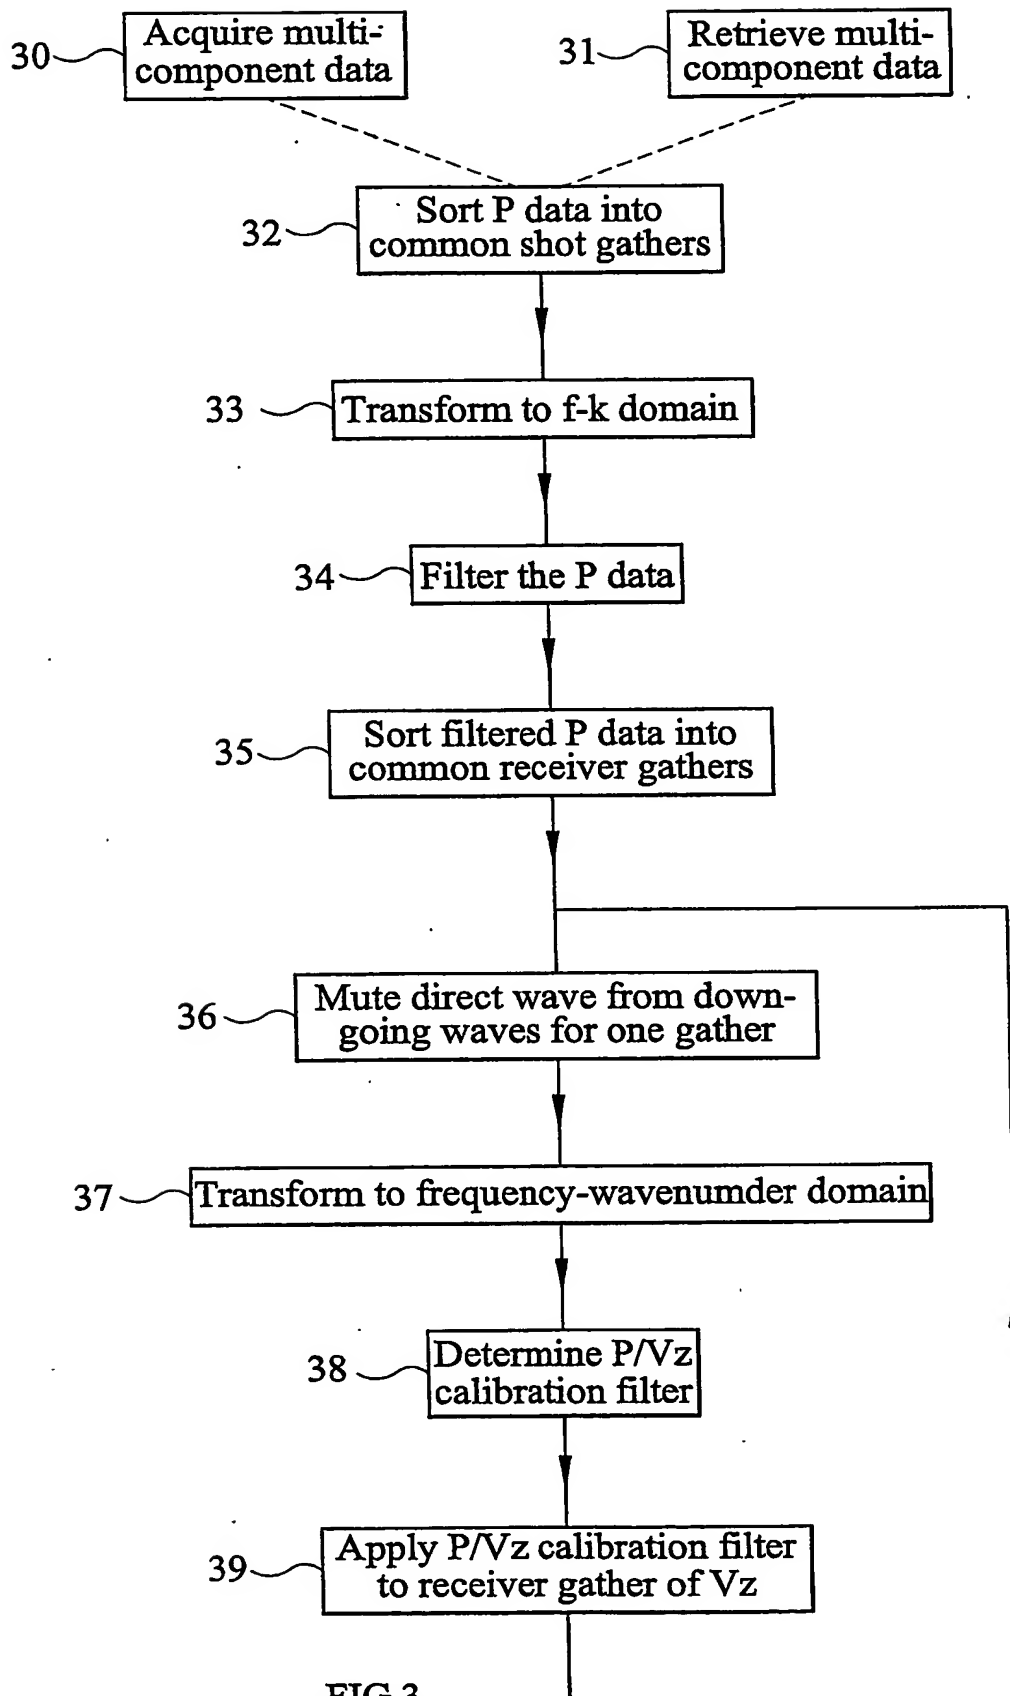 30
Acquire multi-
component data
31
Retrieve multi-
component data
32
Sort P data into
common shot gathers
33
Transform to f-k domain
34
Filter the P data
35
Sort filtered P data into
common receiver gathers
36
Mute direct wave from down-
going waves for one gather
37
Transform to frequency-wavenumder domain
38
Determine P/Vz
calibration filter
39
Apply P/Vz calibration filter
to receiver gather of Vz
FIG 3